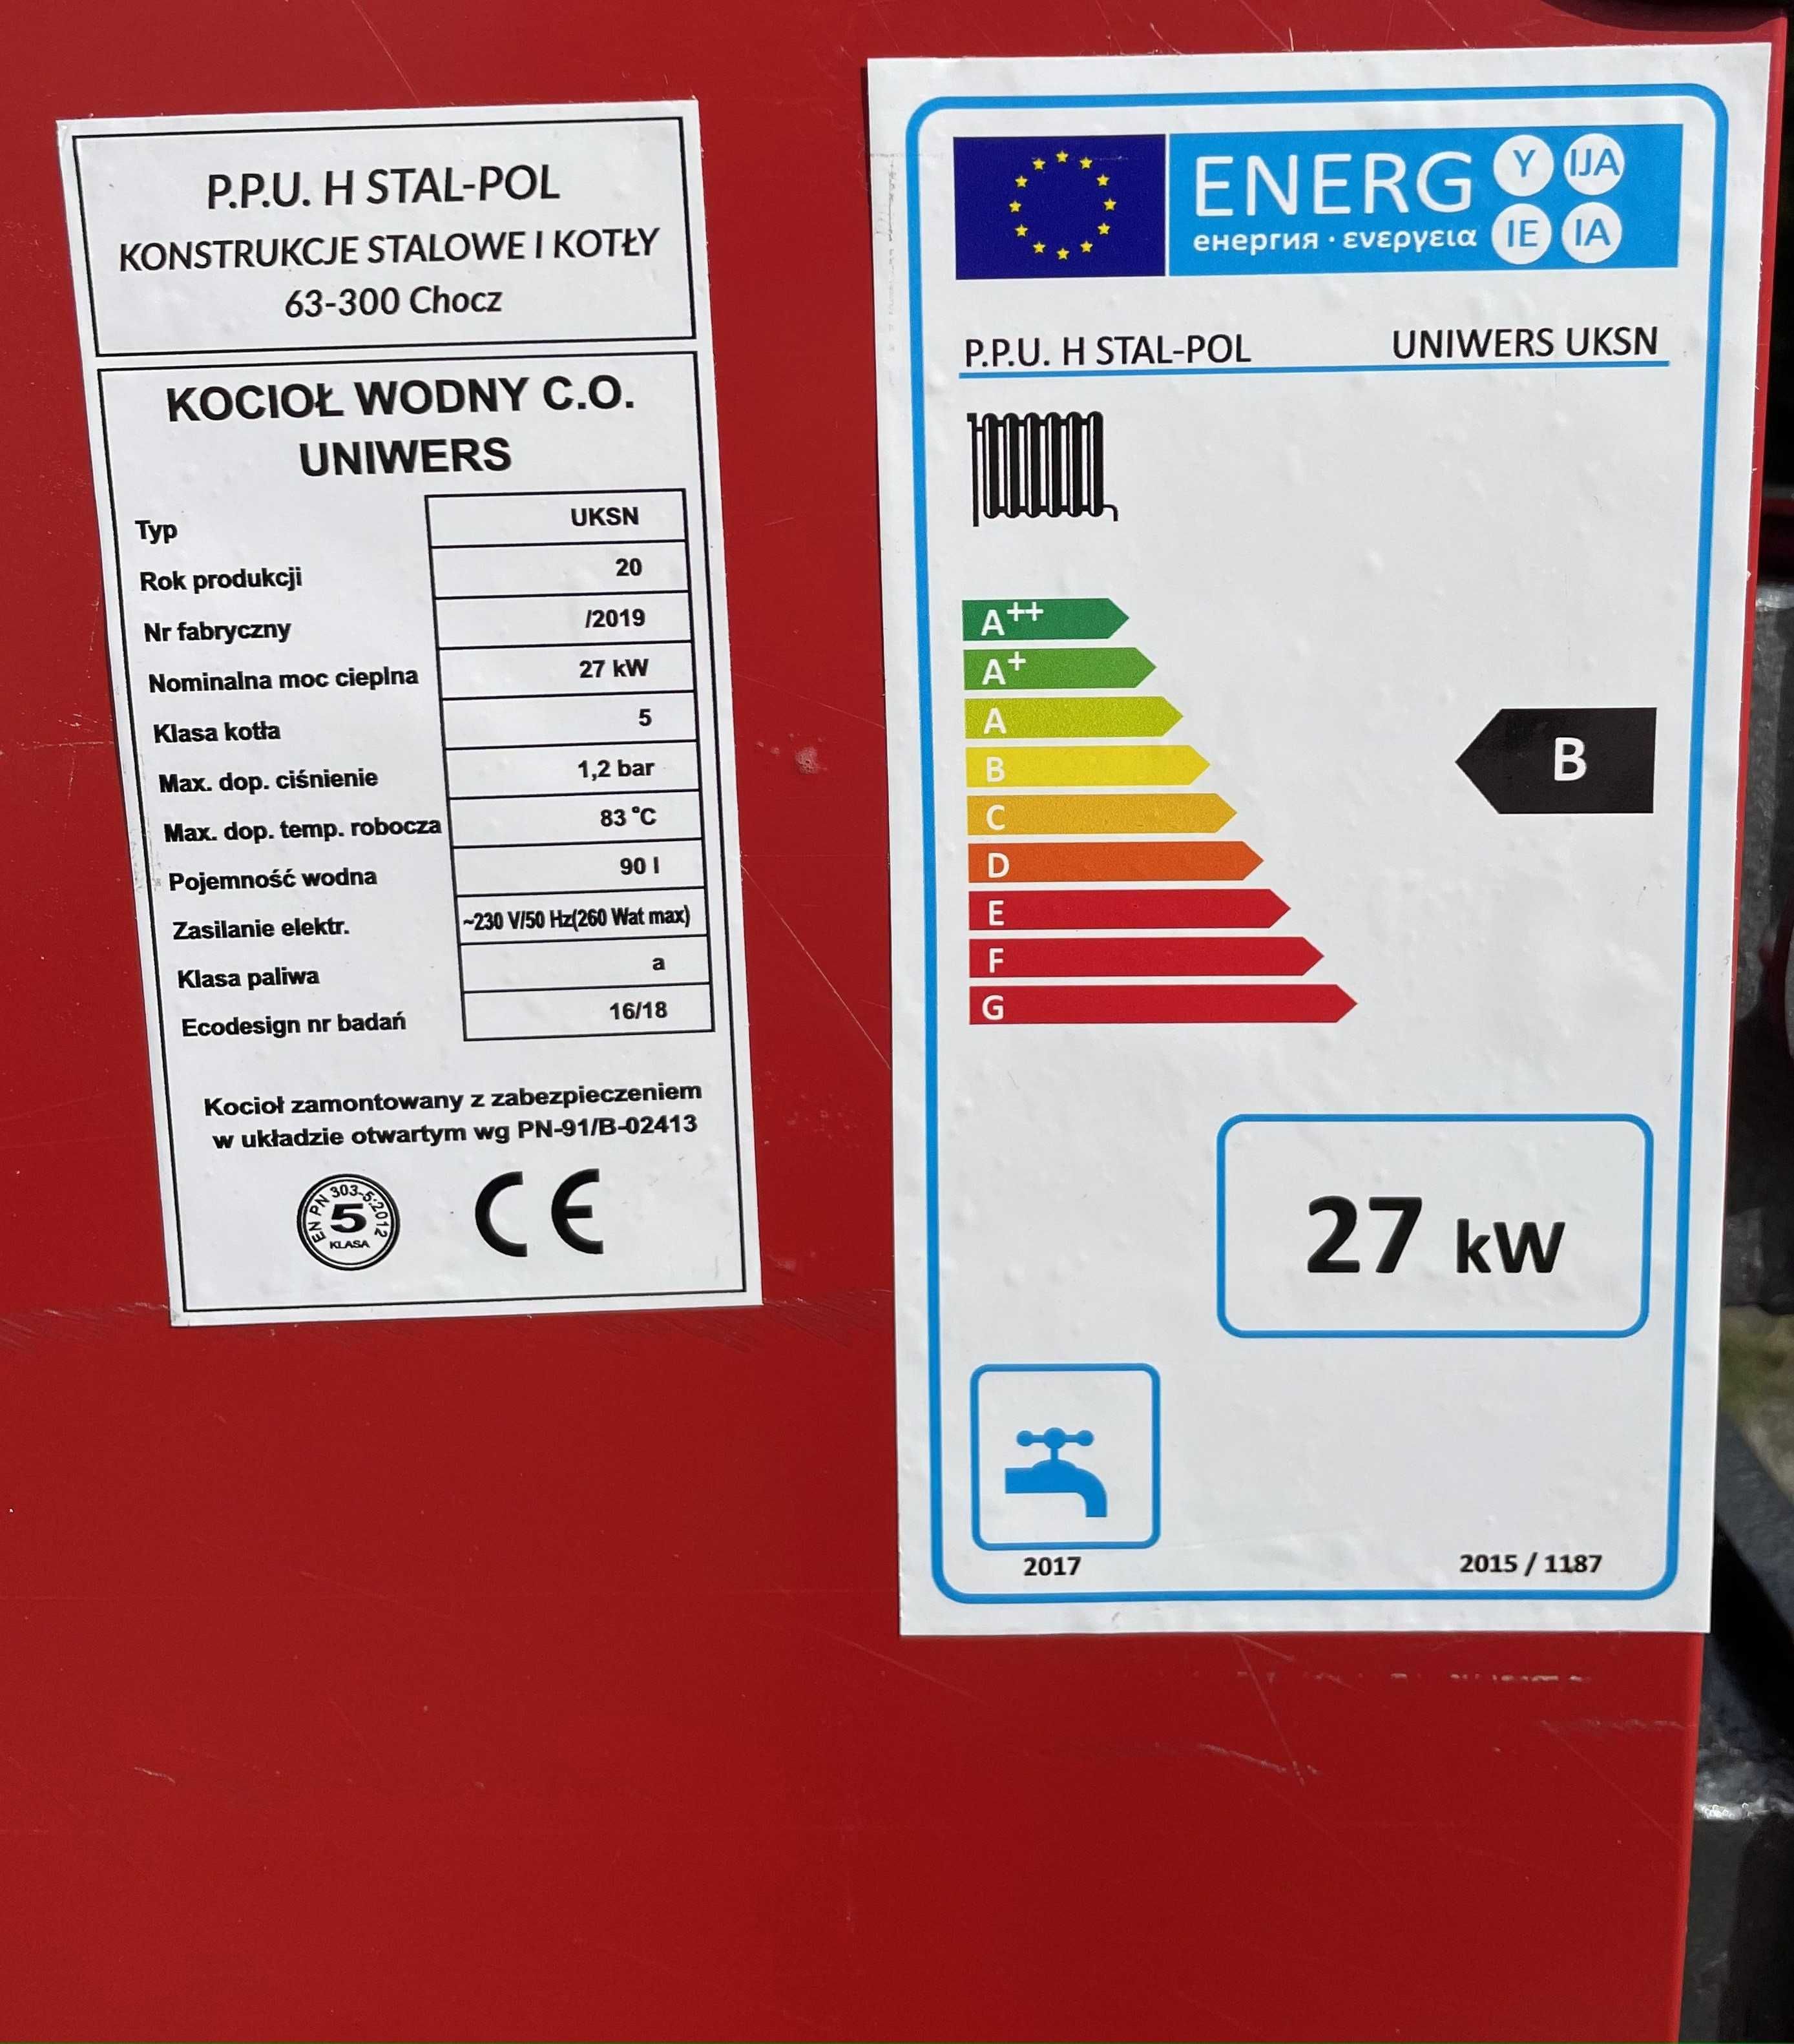 P.P.U. H STAL-POL
KONSTRUKCJE STALOWE I KOTŁY
63-300 Chocz
KOCIOŁ WODNY C.O.
UNIWERS
Typ UKSN
Rok produkcji 20
Nr fabryczny /2019
Nominalna moc cieplna 27 kW
Klasa kotła 5
Max. dop. ciśnienie 1,2 bar
Max. dop. temp. robocza 83 °C
Pojemność wodna 90 l
Zasilanie elektr. ~230 V/50 Hz(260 Wat max)
Klasa paliwa a
Ecodesign nr badań 16/18
Kocioł zamontowany z zabezpieczeniem
w układzie otwartym wg PN-91/B-02413
EN PN 303-5:2012
5
KLASA
CE
ENERG Y IJA
енергия · ενεργεια IE IA
P.P.U. H STAL-POL UNIWERS UKSN
A++
A+
A
B
B
C
D
E
F
G
27 kW
2017 2015 / 1187